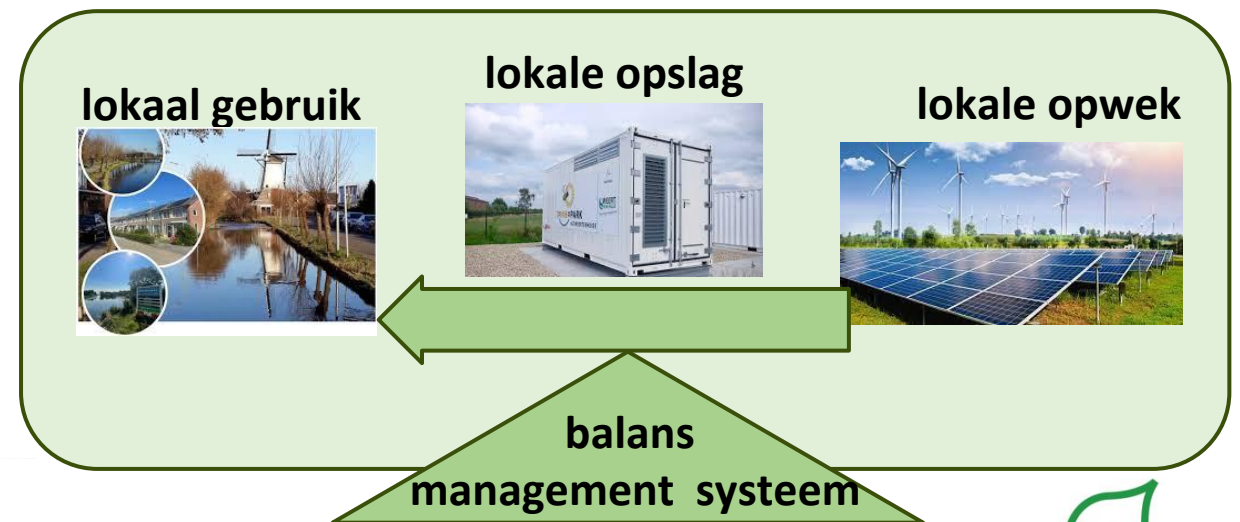 lokaal gebruik
lokale opslag
lokale opwek
balans
management systeem